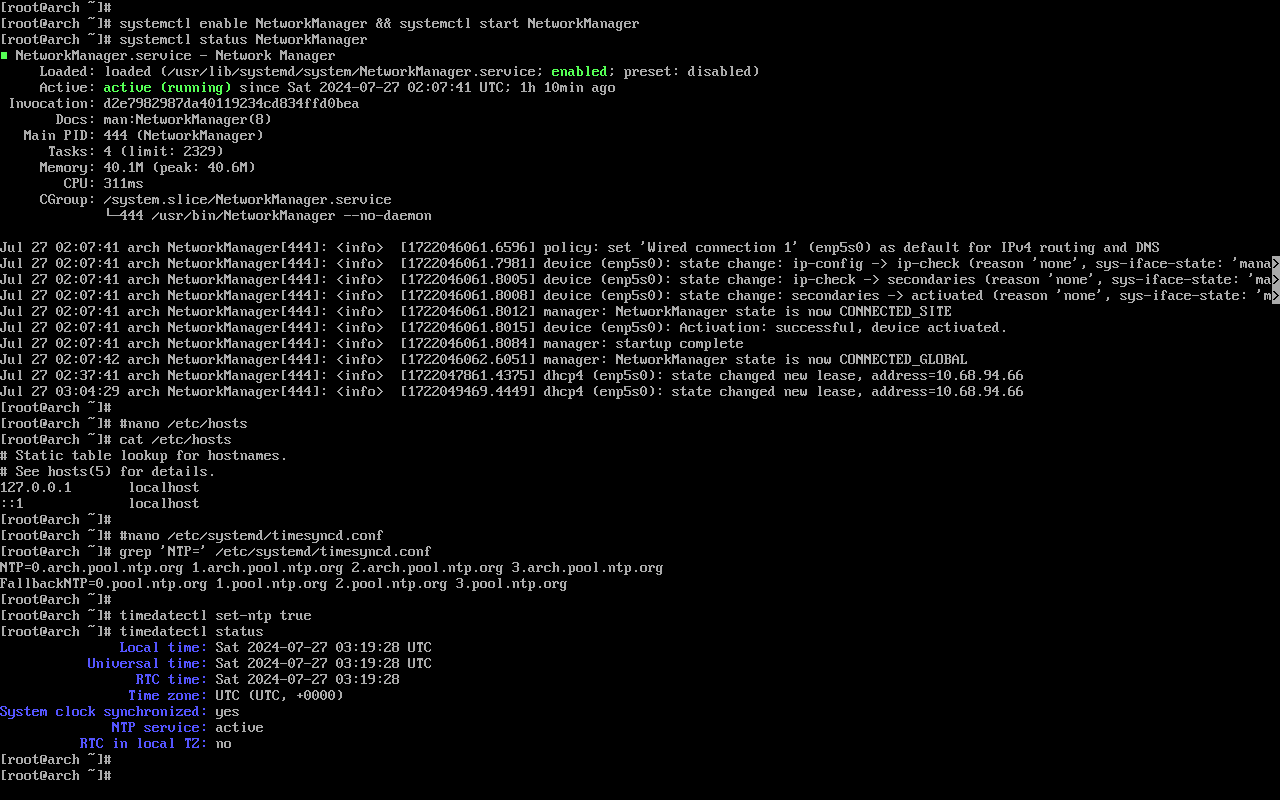 [root@arch ~]#
[root@arch ~]# systemctl enable NetworkManager && systemctl start NetworkManager
[root@arch ~]# systemctl status NetworkManager
■ NetworkManager.service - Network Manager
     Loaded: loaded (/usr/lib/systemd/system/NetworkManager.service; enabled; preset: disabled)
     Active: active (running) since Sat 2024-07-27 02:07:41 UTC; 1h 10min ago
 Invocation: d2e7982987da40119234cd834ffd0bea
       Docs: man:NetworkManager(8)
   Main PID: 444 (NetworkManager)
      Tasks: 4 (limit: 2329)
     Memory: 40.1M (peak: 40.6M)
        CPU: 311ms
     CGroup: /system.slice/NetworkManager.service
             └─444 /usr/bin/NetworkManager --no-daemon
Jul 27 02:07:41 arch NetworkManager[444]: <info>  [1722046061.6596] policy: set 'Wired connection 1' (enp5s0) as default for IPv4 routing and DNS
Jul 27 02:07:41 arch NetworkManager[444]: <info>  [1722046061.7981] device (enp5s0): state change: ip-config -> ip-check (reason 'none', sys-iface-state: 'mana>
Jul 27 02:07:41 arch NetworkManager[444]: <info>  [1722046061.8005] device (enp5s0): state change: ip-check -> secondaries (reason 'none', sys-iface-state: 'ma>
Jul 27 02:07:41 arch NetworkManager[444]: <info>  [1722046061.8008] device (enp5s0): state change: secondaries -> activated (reason 'none', sys-iface-state: 'm>
Jul 27 02:07:41 arch NetworkManager[444]: <info>  [1722046061.8012] manager: NetworkManager state is now CONNECTED_SITE
Jul 27 02:07:41 arch NetworkManager[444]: <info>  [1722046061.8015] device (enp5s0): Activation: successful, device activated.
Jul 27 02:07:41 arch NetworkManager[444]: <info>  [1722046061.8084] manager: startup complete
Jul 27 02:07:42 arch NetworkManager[444]: <info>  [1722046062.6051] manager: NetworkManager state is now CONNECTED_GLOBAL
Jul 27 02:37:41 arch NetworkManager[444]: <info>  [1722047861.4375] dhcp4 (enp5s0): state changed new lease, address=10.68.94.66
Jul 27 03:04:29 arch NetworkManager[444]: <info>  [1722049469.4449] dhcp4 (enp5s0): state changed new lease, address=10.68.94.66
[root@arch ~]#
[root@arch ~]# #nano /etc/hosts
[root@arch ~]# cat /etc/hosts
# Static table lookup for hostnames.
# See hosts(5) for details.
127.0.0.1       localhost
::1             localhost
[root@arch ~]#
[root@arch ~]# #nano /etc/systemd/timesyncd.conf
[root@arch ~]# grep 'NTP=' /etc/systemd/timesyncd.conf
NTP=0.arch.pool.ntp.org 1.arch.pool.ntp.org 2.arch.pool.ntp.org 3.arch.pool.ntp.org
FallbackNTP=0.pool.ntp.org 1.pool.ntp.org 2.pool.ntp.org 3.pool.ntp.org
[root@arch ~]#
[root@arch ~]# timedatectl set-ntp true
[root@arch ~]# timedatectl status
               Local time: Sat 2024-07-27 03:19:28 UTC
           Universal time: Sat 2024-07-27 03:19:28 UTC
                 RTC time: Sat 2024-07-27 03:19:28
                Time zone: UTC (UTC, +0000)
System clock synchronized: yes
              NTP service: active
          RTC in local TZ: no
[root@arch ~]#
[root@arch ~]#